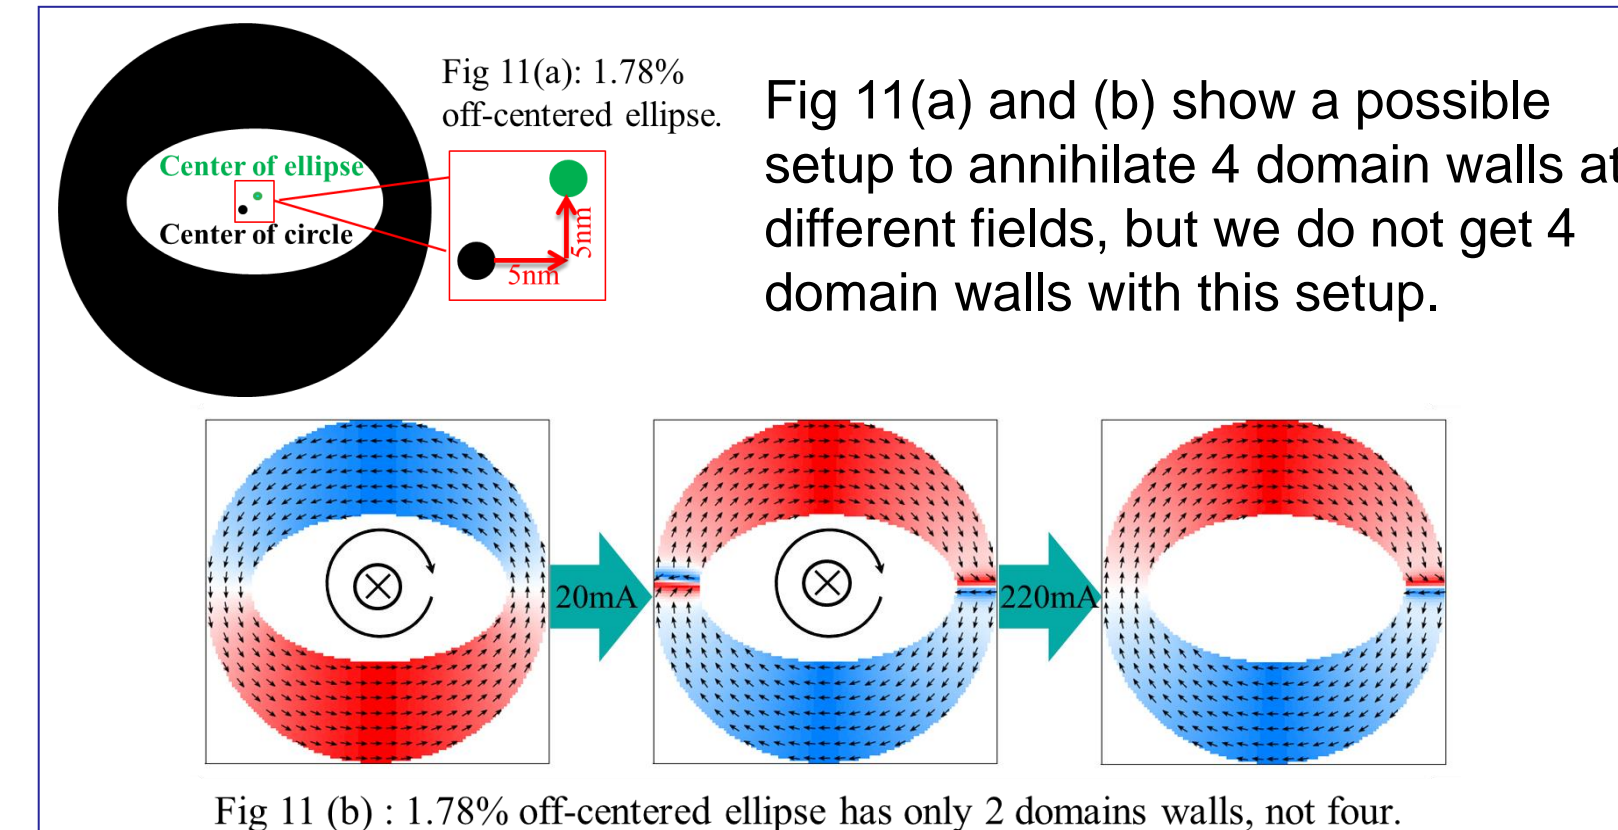 Fig 11(a): 1.78%
off-centered ellipse.
Fig 11(a) and (b) show a possible
setup to annihilate 4 domain walls at
different fields, but we do not get 4
domain walls with this setup.
Center of ellipse
Center of circle
5nm
5nm
20mA
220mA
Fig 11 (b) : 1.78% off-centered ellipse has only 2 domains walls, not four.